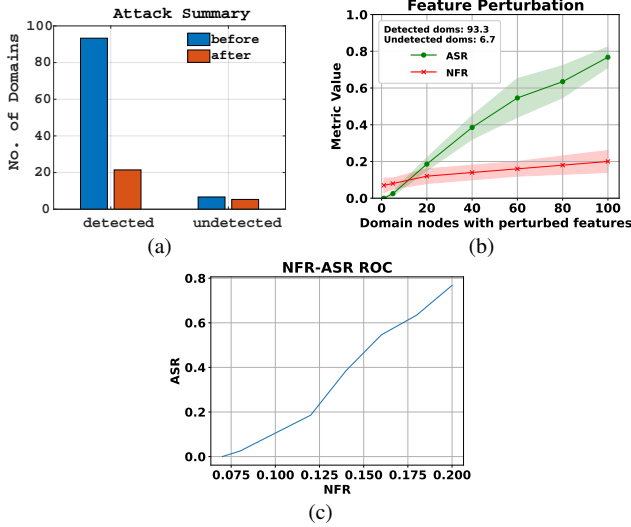 Attack Summary
before
after
No. of Domains
100
80
60
40
20
0
detected
undetected
(a)
Feature Perturbation
Detected doms: 93.3
Undetected doms: 6.7
ASR
NFR
Metric Value
1.0
0.8
0.6
0.4
0.2
0.0
0 20 40 60 80 100
Domain nodes with perturbed features
(b)
NFR-ASR ROC
ASR
0.8
0.6
0.4
0.2
0.0
0.075 0.100 0.125 0.150 0.175 0.200
NFR
(c)